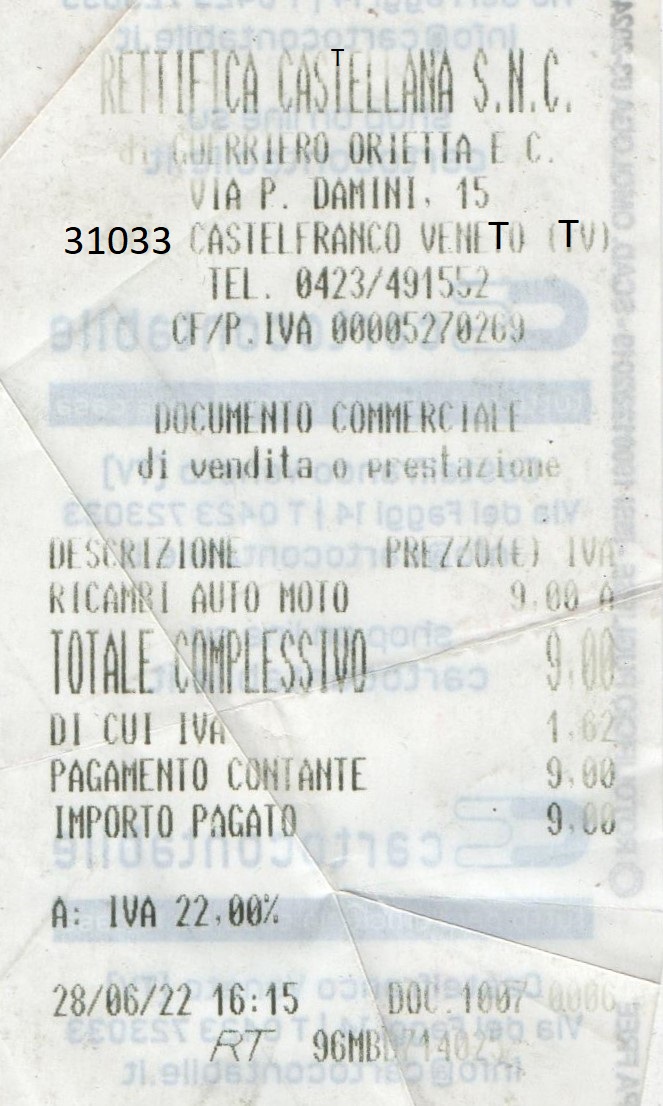 RETTIFICA CASTELLANA S.N.C.
di GUERRIERO ORIETTA E C.
VIA P. DAMINI, 15
31033 CASTELFRANCO VENETO (TV)
TEL. 0423/491552
CF/P.IVA 00005270269
DOCUMENTO COMMERCIALE
di vendita o prestazione
DESCRIZIONE PREZZO(€) IVA
RICAMBI AUTO MOTO 9,00 A
TOTALE COMPLESSIVO 9,00
DI CUI IVA 1,62
PAGAMENTO CONTANTE 9,00
IMPORTO PAGATO 9,00
A: IVA 22,00%
28/06/22 16:15 DOC.1007-0006
RT